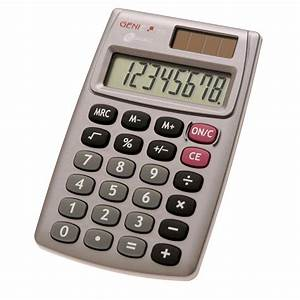 GENIE
12345678.
MRC M- M+ ON/C
√ % +/- CE
7 8 9 ÷
4 5 6 ×
1 2 3 -
0 . = +